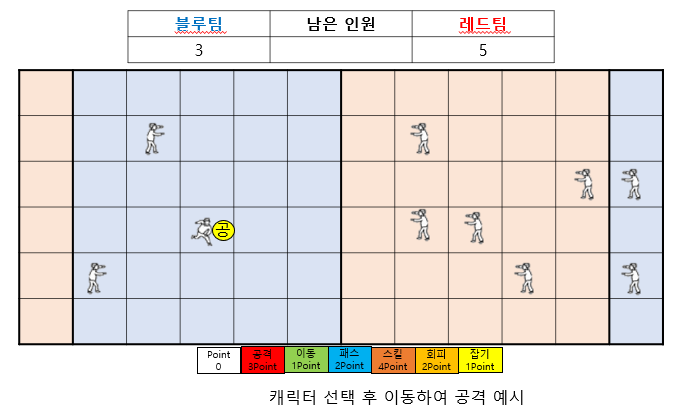 블루팀 남은 인원 레드팀
3 5
공
Point 공격 이동 패스 스킬 회피 잡기
0 3Point 1Point 2Point 4Point 2Point 1Point
캐릭터 선택 후 이동하여 공격 예시